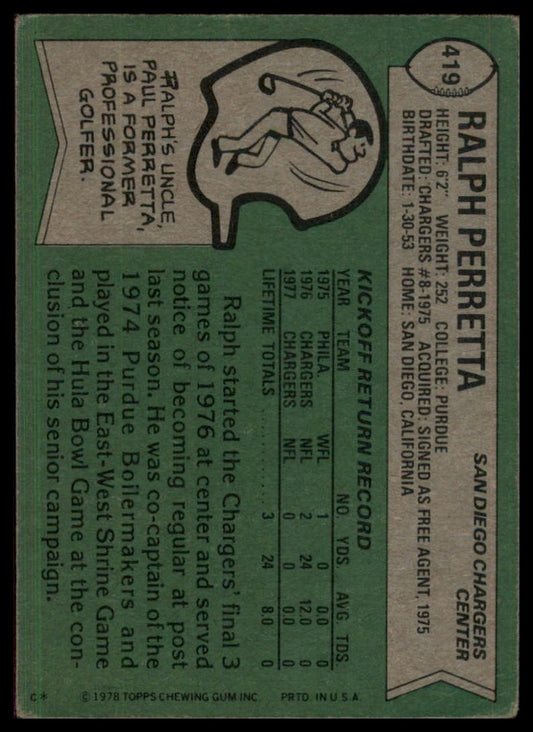 419
RALPH PERRETTA
SAN DIEGO CHARGERS
CENTER
HEIGHT: 6'2" WEIGHT: 252 COLLEGE: PURDUE
DRAFTED: CHARGERS #8-1975 ACQUIRED: SIGNED AS FREE AGENT, 1975
BIRTHDATE: 1-30-53 HOME: SAN DIEGO, CALIFORNIA
RALPH'S UNCLE,
PAUL PERRETTA,
IS A FORMER
PROFESSIONAL
GOLFER.
KICKOFF RETURN RECORD
YEAR TEAM NO. YDS. AVG. TDS.
1975 PHILA. WFL 1 0 0.0 0
1976 CHARGERS NFL 2 24 12.0 0
1977 CHARGERS NFL 0 0 0.0 0
LIFETIME TOTALS 3 24 8.0 0
Ralph started the Chargers' final 3
games of 1976 at center and served
notice of becoming regular at post
last season. He was co-captain of the
1974 Purdue Boilermakers and
played in the East-West Shrine Game
and the Hula Bowl Game at the con-
clusion of his senior campaign.
C*
© 1978 TOPPS CHEWING GUM INC. PRTD. IN U.S.A.